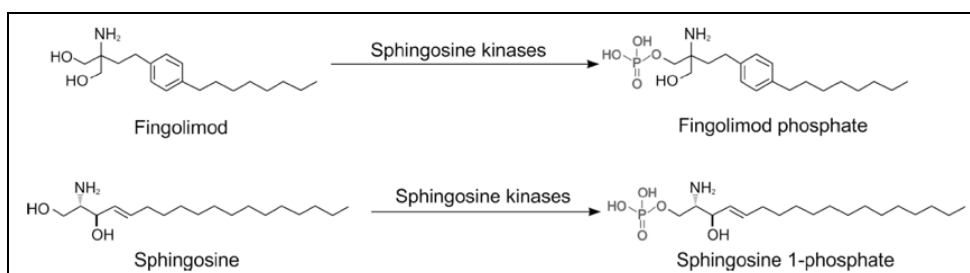 NH₂
HO
HO
Fingolimod
Sphingosine kinases
OH
HO
P
O
O
NH₂
HO
Fingolimod phosphate
NH₂
HO
OH
Sphingosine
Sphingosine kinases
OH
HO
P
O
O
NH₂
OH
Sphingosine 1-phosphate